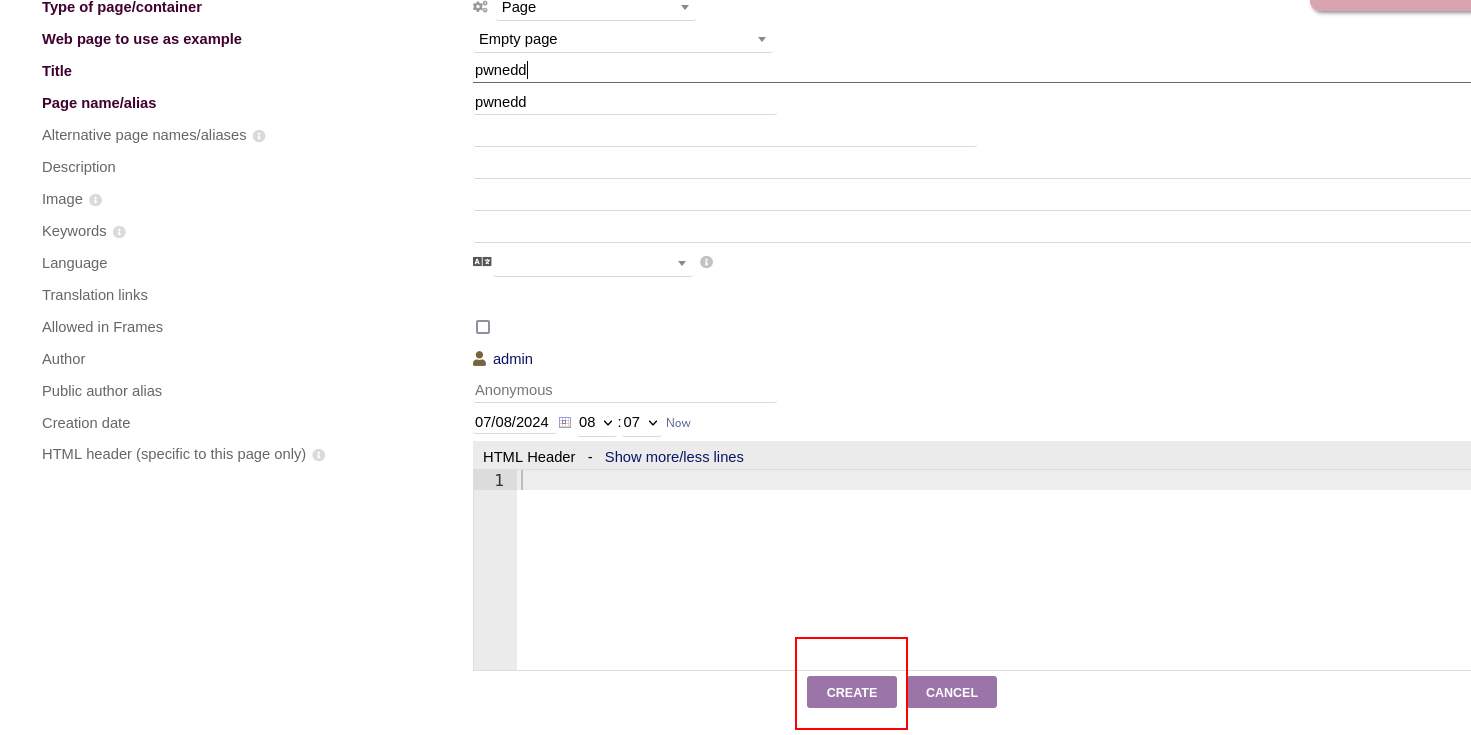 Type of page/container Page
Web page to use as example Empty page
Title pwnedd
Page name/alias pwnedd
Alternative page names/aliases
Description
Image
Keywords
Language
Translation links
Allowed in Frames
Author admin
Public author alias Anonymous
Creation date 07/08/2024 08 : 07 Now
HTML header (specific to this page only) HTML Header - Show more/less lines
1
CREATE CANCEL